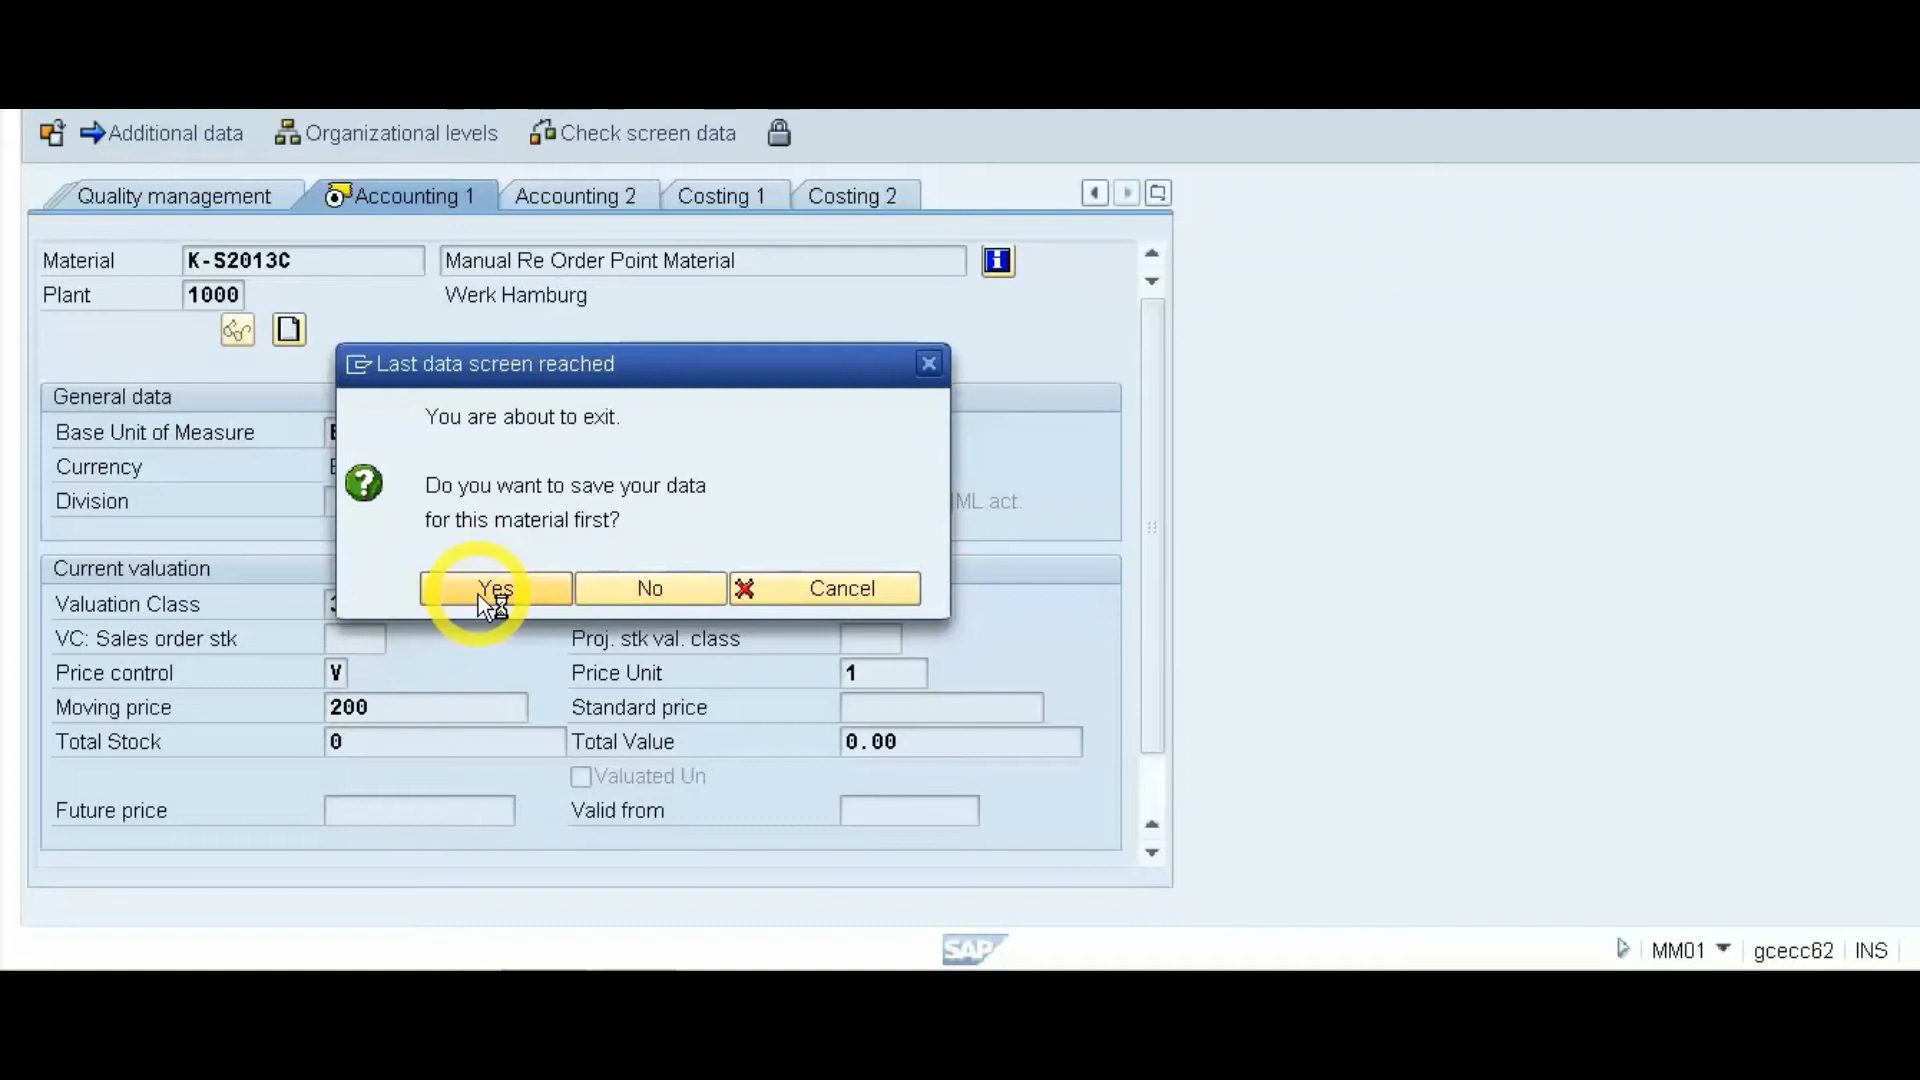 Additional data Organizational levels Check screen data
Quality management Accounting 1 Accounting 2 Costing 1 Costing 2
Material K-S2013C Manual Re Order Point Material
Plant 1000 Werk Hamburg
Last data screen reached
You are about to exit.
Do you want to save your data
for this material first?
Yes No Cancel
General data
Base Unit of Measure
Currency
Division ML act.
Current valuation
Valuation Class
VC: Sales order stk Proj. stk val. class
Price control V Price Unit 1
Moving price 200 Standard price
Total Stock 0 Total Value 0.00
Valuated Un
Future price Valid from
SAP MM01 gcecc62 INS